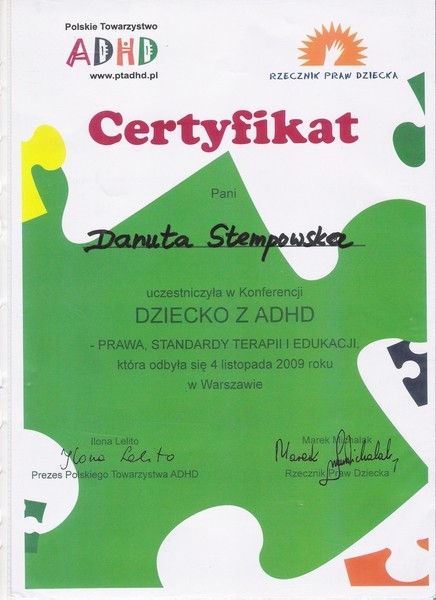 Polskie Towarzystwo
ADHD
www.ptadhd.pl
RZECZNIK PRAW DZIECKA
Certyfikat
Pani
Danuta Stempowska
uczestniczyła w Konferencji
DZIECKO Z ADHD
- PRAWA, STANDARDY TERAPII I EDUKACJI,
która odbyła się 4 listopada 2009 roku
w Warszawie
Ilona Lelito
Ilona Lelito
Prezes Polskiego Towarzystwa ADHD
Marek Michalak
Marek Michalak
Rzecznik Praw Dziecka